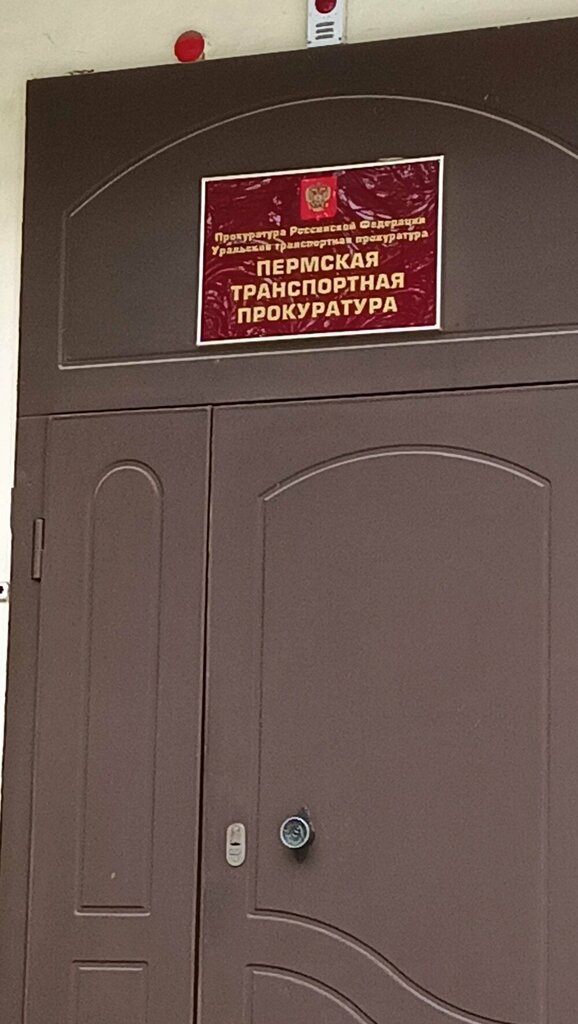 Прокуратура Российской Федерации
Уральская транспортная прокуратура
ПЕРМСКАЯ
ТРАНСПОРТНАЯ
ПРОКУРАТУРА